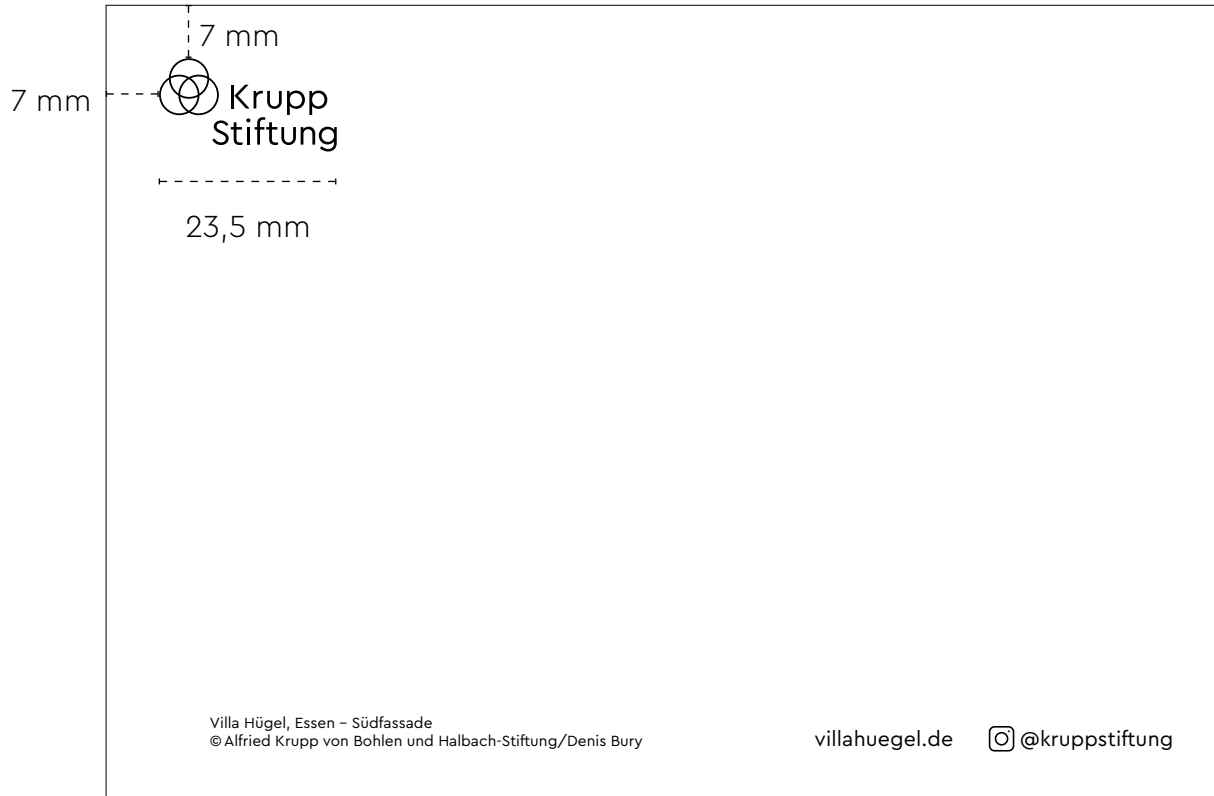 7 mm
7 mm
Krupp
Stiftung
23,5 mm
Villa Hügel, Essen – Südfassade
© Alfried Krupp von Bohlen und Halbach-Stiftung/Denis Bury
villahuegel.de @kruppstiftung